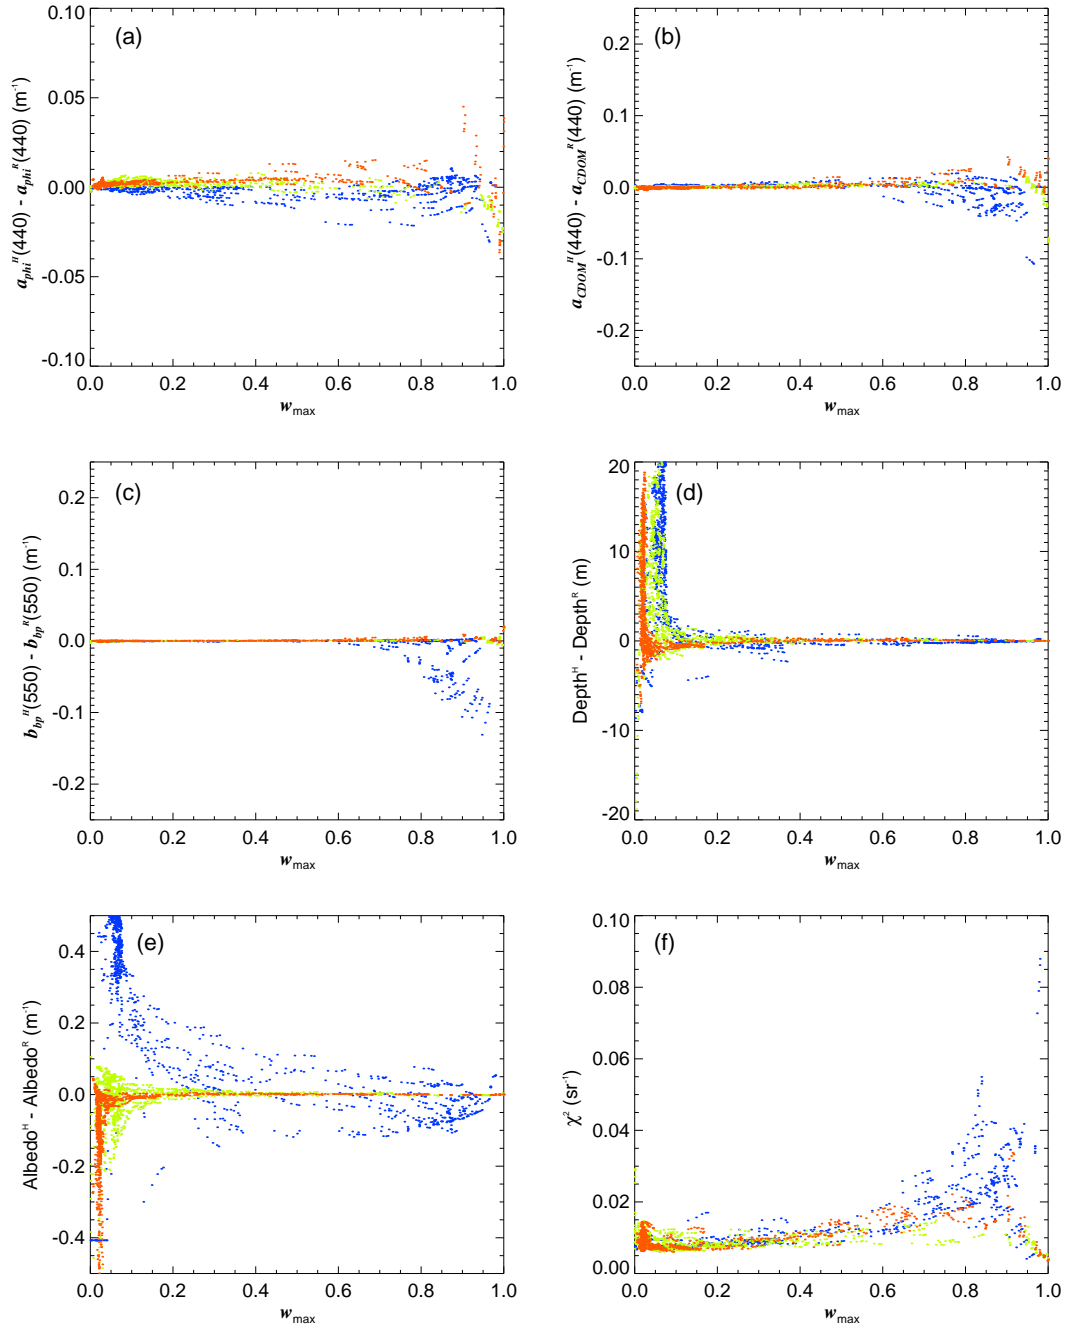 (a)
0.10
0.05
0.00
-0.05
-0.10
a_phi^H(440) - a_phi^R(440) (m^-1)
0.0 0.2 0.4 0.6 0.8 1.0
w_max
(b)
0.2
0.1
0.0
-0.1
-0.2
a_CDOM^H(440) - a_CDOM^R(440) (m^-1)
0.0 0.2 0.4 0.6 0.8 1.0
w_max
(c)
0.2
0.1
0.0
-0.1
-0.2
b_bp^H(550) - b_bp^R(550) (m^-1)
0.0 0.2 0.4 0.6 0.8 1.0
w_max
(d)
20
10
0
-10
-20
Depth^H - Depth^R (m)
0.0 0.2 0.4 0.6 0.8 1.0
w_max
(e)
0.4
0.2
0.0
-0.2
-0.4
Albedo^H - Albedo^R (m^-1)
0.0 0.2 0.4 0.6 0.8 1.0
w_max
(f)
0.10
0.08
0.06
0.04
0.02
0.00
χ^2 (sr^-1)
0.0 0.2 0.4 0.6 0.8 1.0
w_max